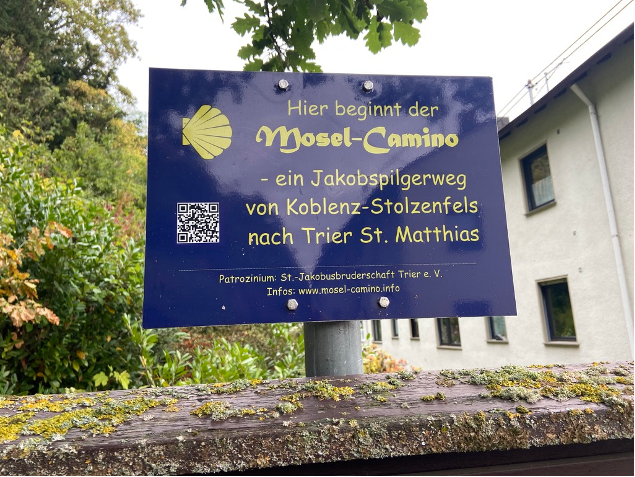 Hier beginnt der
Mosel-Camino
- ein Jakobspilgerweg
von Koblenz-Stolzenfels
nach Trier St. Matthias
Patrozinium: St.-Jakobusbruderschaft Trier e. V.
Infos: www.mosel-camino.info